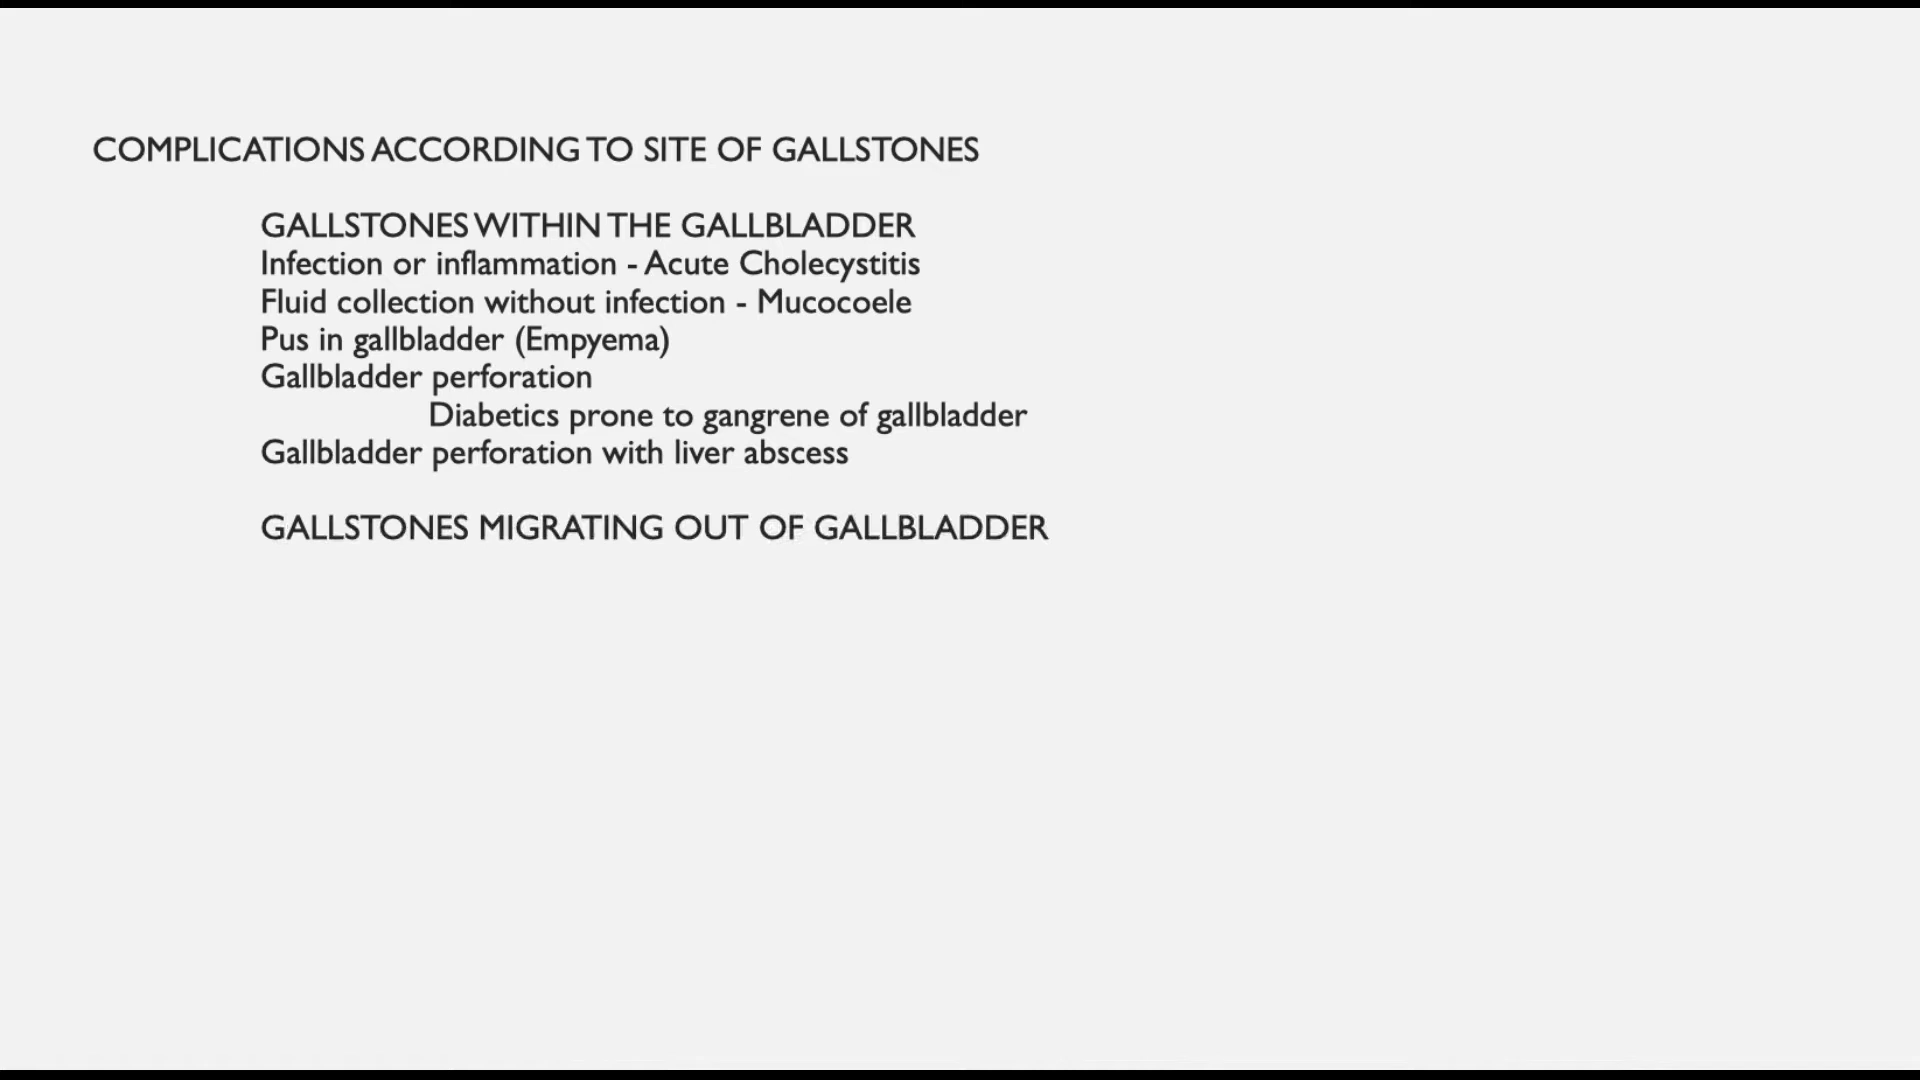 COMPLICATIONS ACCORDING TO SITE OF GALLSTONES
GALLSTONES WITHIN THE GALLBLADDER
Infection or inflammation - Acute Cholecystitis
Fluid collection without infection - Mucocoele
Pus in gallbladder (Empyema)
Gallbladder perforation
Diabetics prone to gangrene of gallbladder
Gallbladder perforation with liver abscess
GALLSTONES MIGRATING OUT OF GALLBLADDER